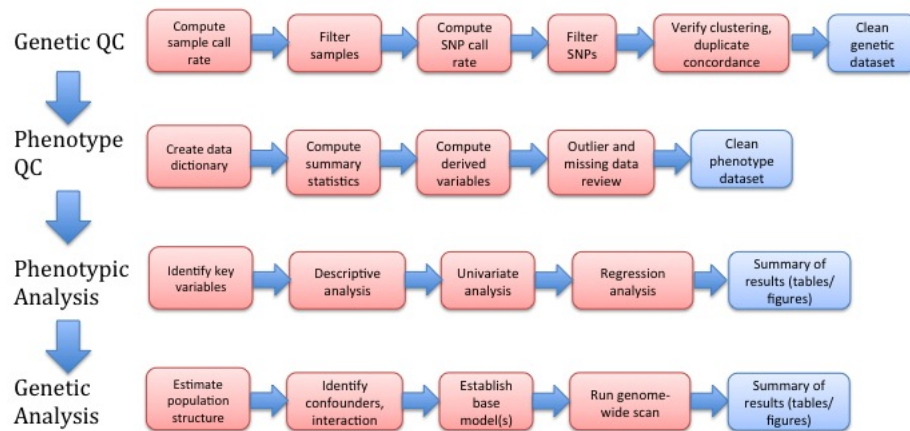 Genetic QC
Compute
sample call
rate
Filter
samples
Compute
SNP call
rate
Filter
SNPs
Verify clustering,
duplicate
concordance
Clean
genetic
dataset
Phenotype
QC
Create data
dictionary
Compute
summary
statistics
Compute
derived
variables
Outlier and
missing data
review
Clean
phenotype
dataset
Phenotypic
Analysis
Identify key
variables
Descriptive
analysis
Univariate
analysis
Regression
analysis
Summary of
results (tables/
figures)
Genetic
Analysis
Estimate
population
structure
Identify
confounders,
interaction
Establish
base
model(s)
Run genome-
wide scan
Summary of
results (tables/
figures)